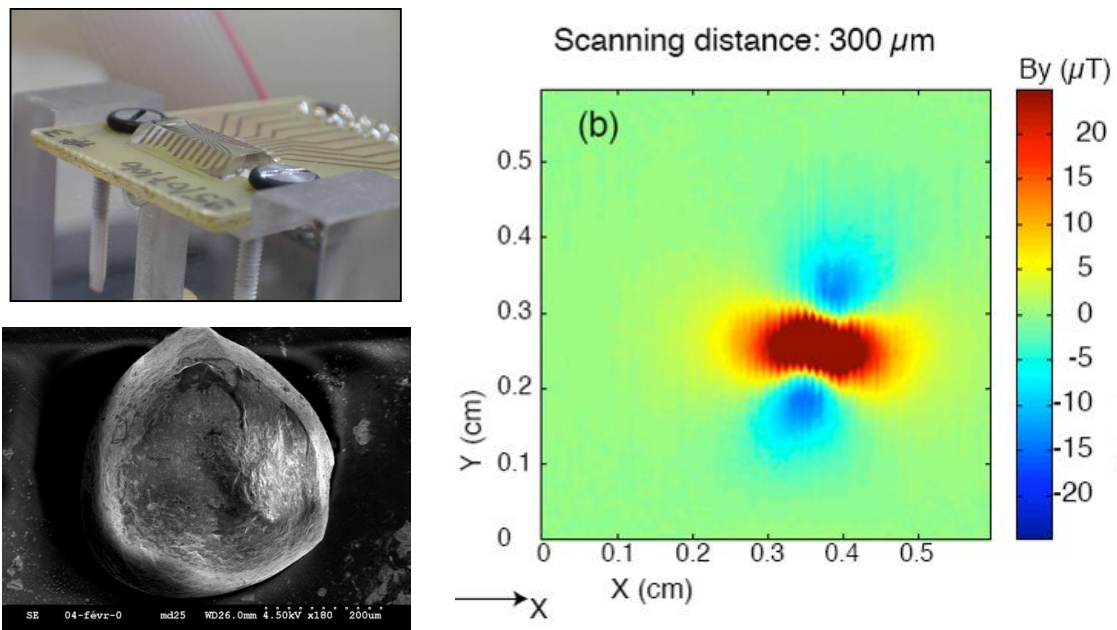 Scanning distance: 300 µm
By (µT)
(b)
0.5
0.4
0.3
0.2
0.1
0
Y (cm)
0 0.1 0.2 0.3 0.4 0.5
X (cm)
X
20
15
10
5
0
-5
-10
-15
-20
SE 04-févr-0 md25 WD26.0mm 4.50kV x180 200um